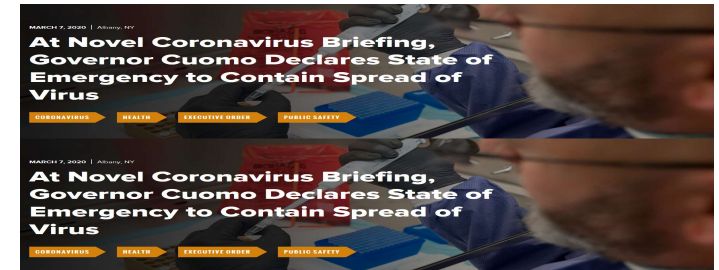 MARCH 7, 2020 | Albany, NY
At Novel Coronavirus Briefing,
Governor Cuomo Declares State of
Emergency to Contain Spread of
Virus
CORONAVIRUS HEALTH EXECUTIVE ORDER PUBLIC SAFETY
MARCH 7, 2020 | Albany, NY
At Novel Coronavirus Briefing,
Governor Cuomo Declares State of
Emergency to Contain Spread of
Virus
CORONAVIRUS HEALTH EXECUTIVE ORDER PUBLIC SAFETY